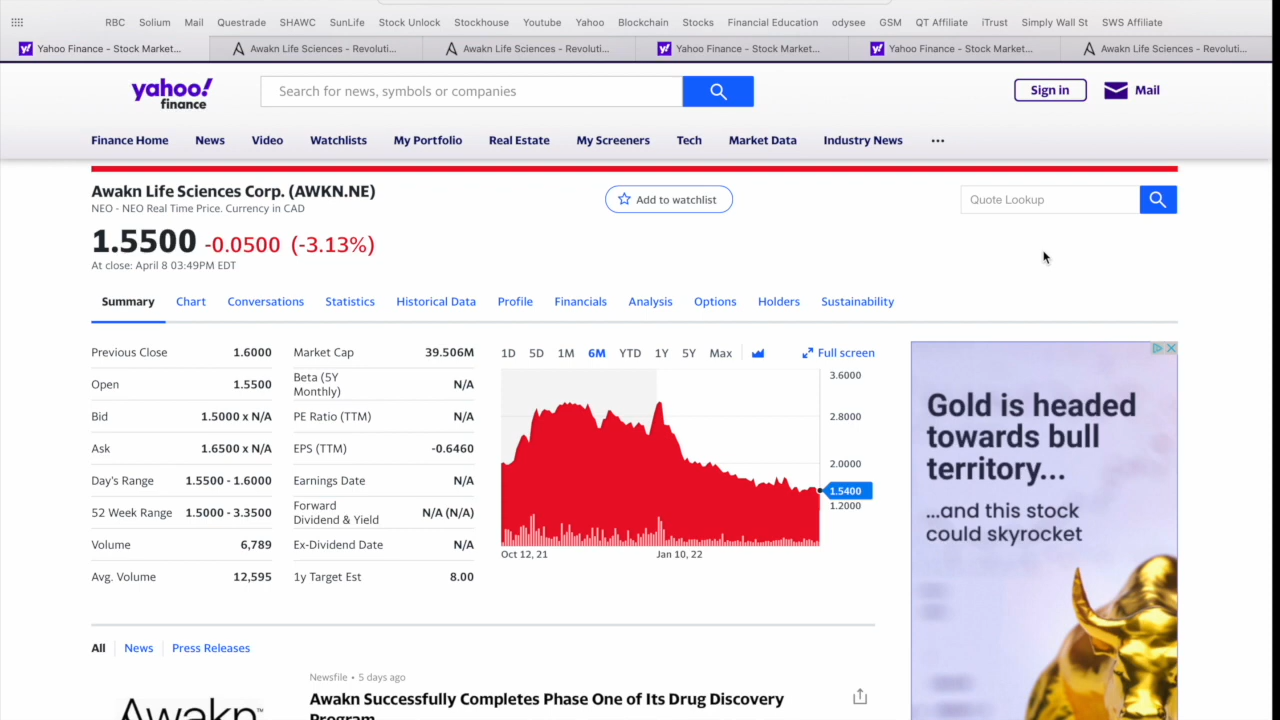 RBC Solium Mail Questrade SHAWC SunLife Stock Unlock Stockhouse Youtube Yahoo Blockchain Stocks Financial Education odysee GSM QT Affiliate iTrust Simply Wall St SWS Affiliate
Yahoo Finance - Stock Market... Awakn Life Sciences - Revoluti... Awakn Life Sciences - Revoluti... Yahoo Finance - Stock Market... Yahoo Finance - Stock Market... Awakn Life Sciences - Revoluti...
yahoo!
finance
Search for news, symbols or companies
Sign in
Mail
Finance Home News Video Watchlists My Portfolio Real Estate My Screeners Tech Market Data Industry News ...
Awakn Life Sciences Corp. (AWKN.NE)
NEO - NEO Real Time Price. Currency in CAD
Add to watchlist
Quote Lookup
1.5500 -0.0500 (-3.13%)
At close: April 8 03:49PM EDT
Summary Chart Conversations Statistics Historical Data Profile Financials Analysis Options Holders Sustainability
Previous Close 1.6000
Open 1.5500
Bid 1.5000 x N/A
Ask 1.6500 x N/A
Day's Range 1.5500 - 1.6000
52 Week Range 1.5000 - 3.3500
Volume 6,789
Avg. Volume 12,595
Market Cap 39.506M
Beta (5Y
Monthly) N/A
PE Ratio (TTM) N/A
EPS (TTM) -0.6460
Earnings Date N/A
Forward
Dividend & Yield N/A (N/A)
Ex-Dividend Date N/A
1y Target Est 8.00
1D 5D 1M 6M YTD 1Y 5Y Max Full screen
3.6000
2.8000
2.0000
1.5400
1.2000
Oct 12, 21 Jan 10, 22
Gold is headed
towards bull
territory...
...and this stock
could skyrocket
All News Press Releases
Newsfile • 5 days ago
Awakn Successfully Completes Phase One of Its Drug Discovery
Program
Awakn™